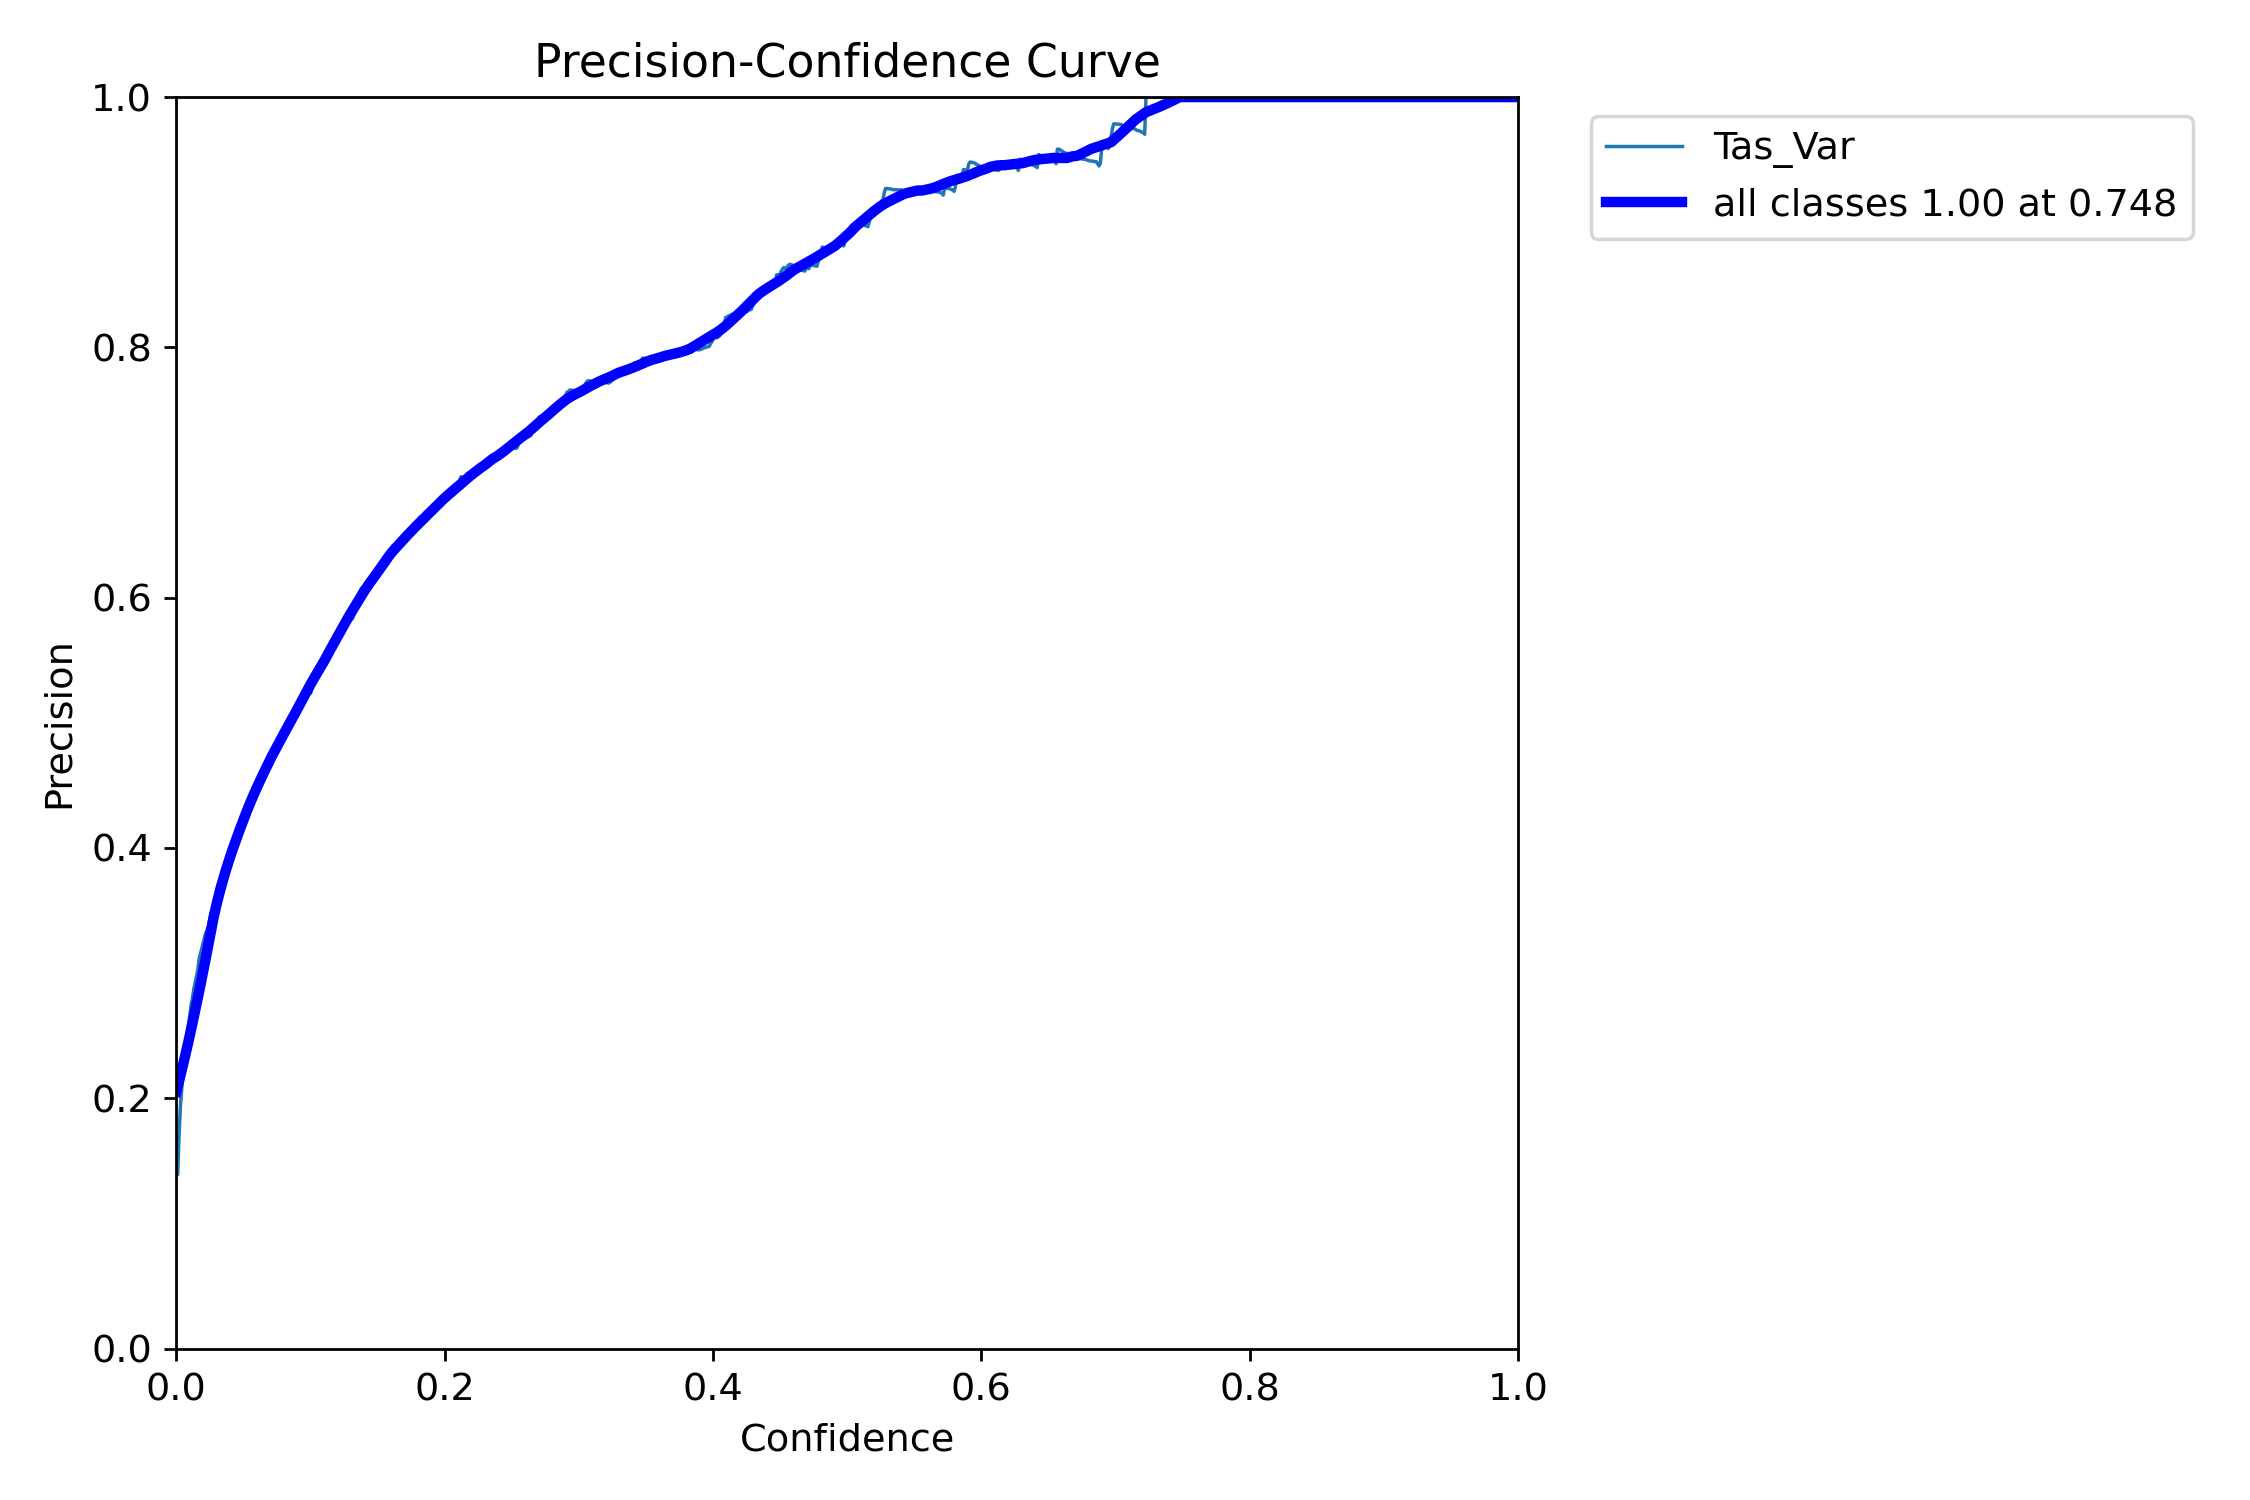 Precision-Confidence Curve
1.0
0.8
0.6
0.4
0.2
0.0
Precision
0.0 0.2 0.4 0.6 0.8 1.0
Confidence
Tas_Var
all classes 1.00 at 0.748